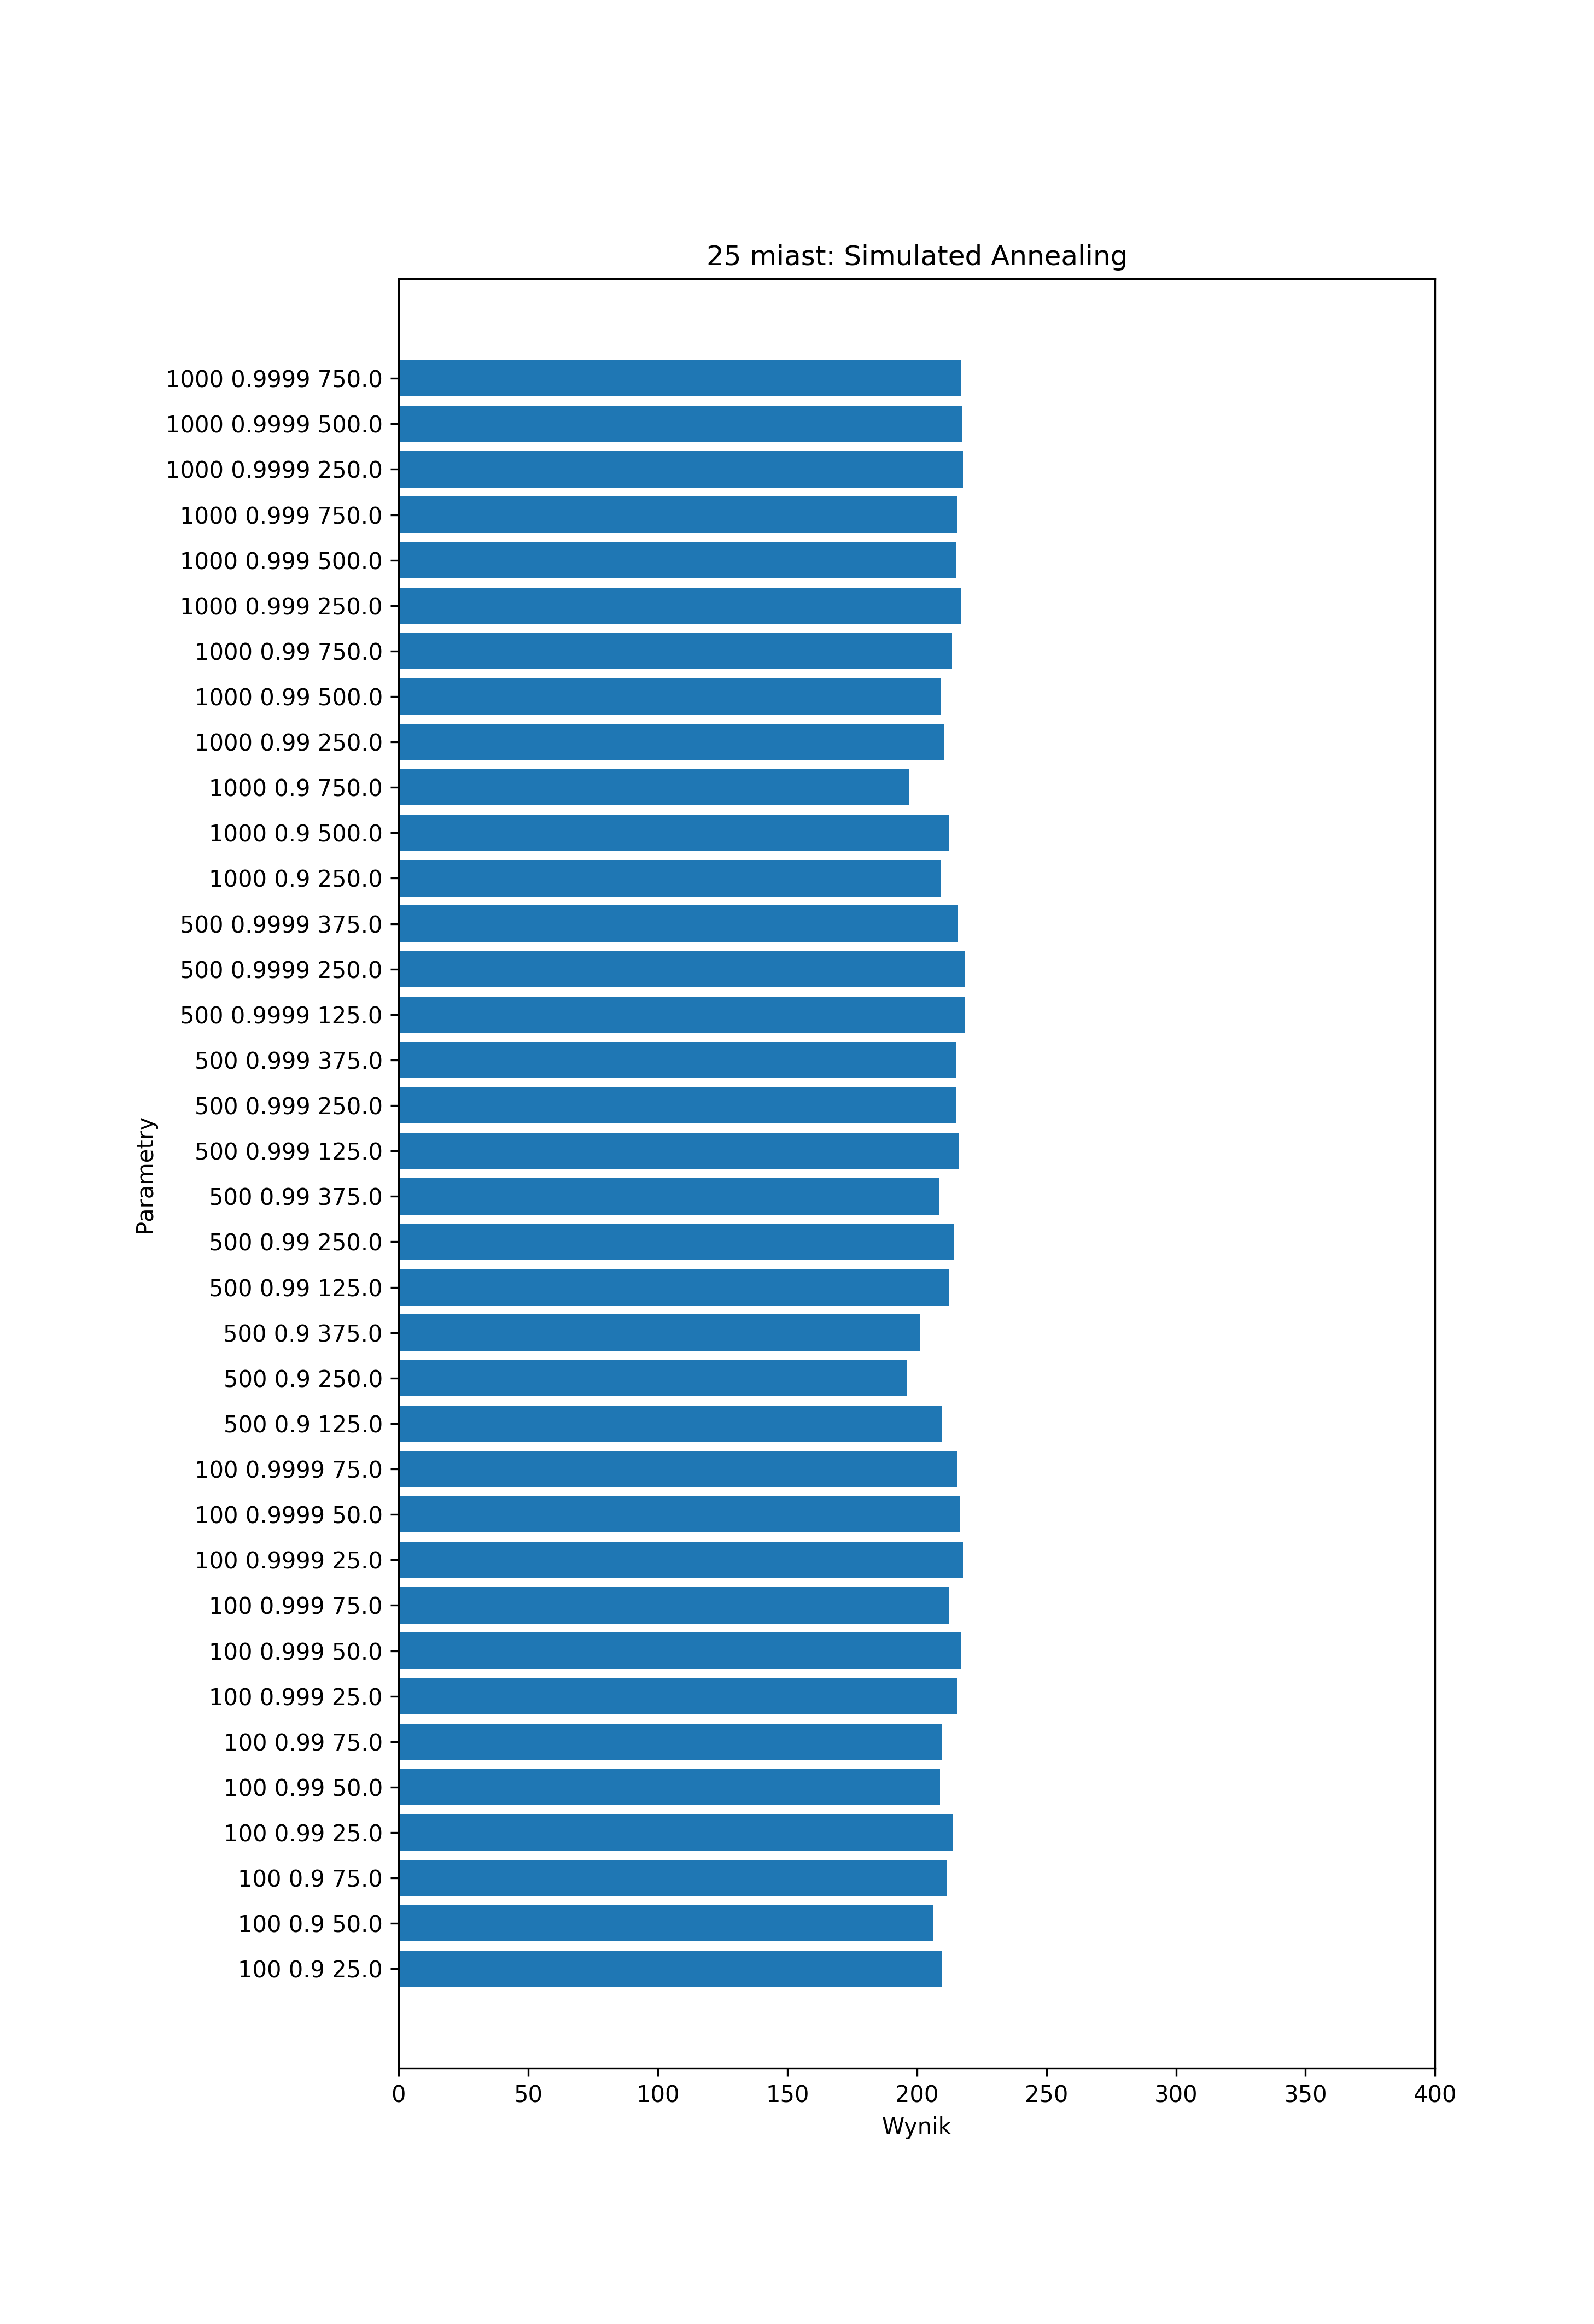 25 miast: Simulated Annealing
1000 0.9999 750.0
1000 0.9999 500.0
1000 0.9999 250.0
1000 0.999 750.0
1000 0.999 500.0
1000 0.999 250.0
1000 0.99 750.0
1000 0.99 500.0
1000 0.99 250.0
1000 0.9 750.0
1000 0.9 500.0
1000 0.9 250.0
500 0.9999 375.0
500 0.9999 250.0
500 0.9999 125.0
500 0.999 375.0
500 0.999 250.0
500 0.999 125.0
500 0.99 375.0
500 0.99 250.0
500 0.99 125.0
500 0.9 375.0
500 0.9 250.0
500 0.9 125.0
100 0.9999 75.0
100 0.9999 50.0
100 0.9999 25.0
100 0.999 75.0
100 0.999 50.0
100 0.999 25.0
100 0.99 75.0
100 0.99 50.0
100 0.99 25.0
100 0.9 75.0
100 0.9 50.0
100 0.9 25.0
Parametry
0 50 100 150 200 250 300 350 400
Wynik